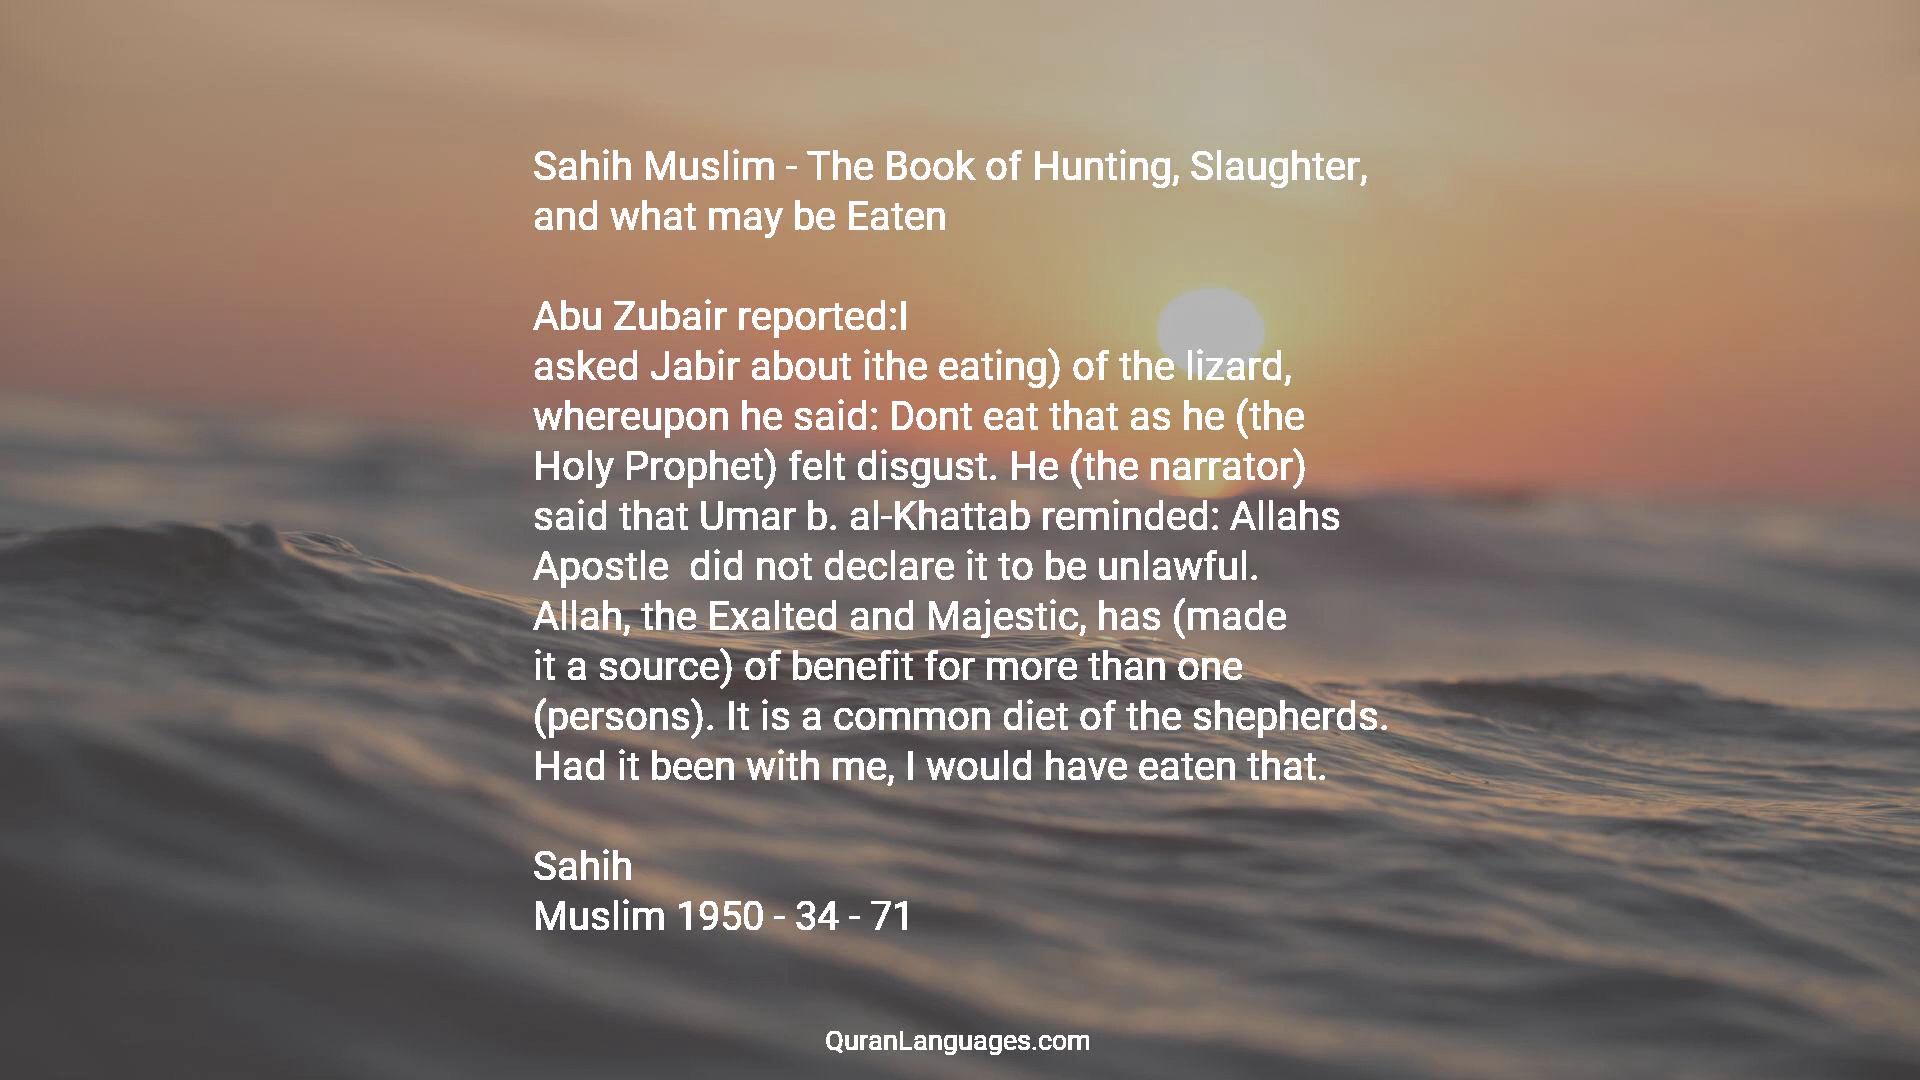 Sahih Muslim - The Book of Hunting, Slaughter,
and what may be Eaten
Abu Zubair reported:I
asked Jabir about ithe eating) of the lizard,
whereupon he said: Dont eat that as he (the
Holy Prophet) felt disgust. He (the narrator)
said that Umar b. al-Khattab reminded: Allahs
Apostle  did not declare it to be unlawful.
Allah, the Exalted and Majestic, has (made
it a source) of benefit for more than one
(persons). It is a common diet of the shepherds.
Had it been with me, I would have eaten that.
Sahih
Muslim 1950 - 34 - 71
QuranLanguages.com